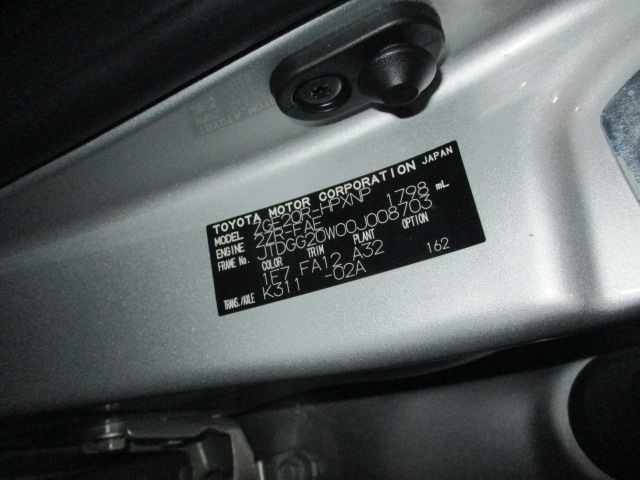 TOYOTA MOTOR CORPORATION JAPAN
MODEL ZGE20R-HPXNP 1798 mL
ENGINE 2ZR-FAE
FRAME No. JTDGG20W00J008703
COLOR TRIM PLANT OPTION
1E7 FA12 A32 162
TRANS./AXLE K311 -02A